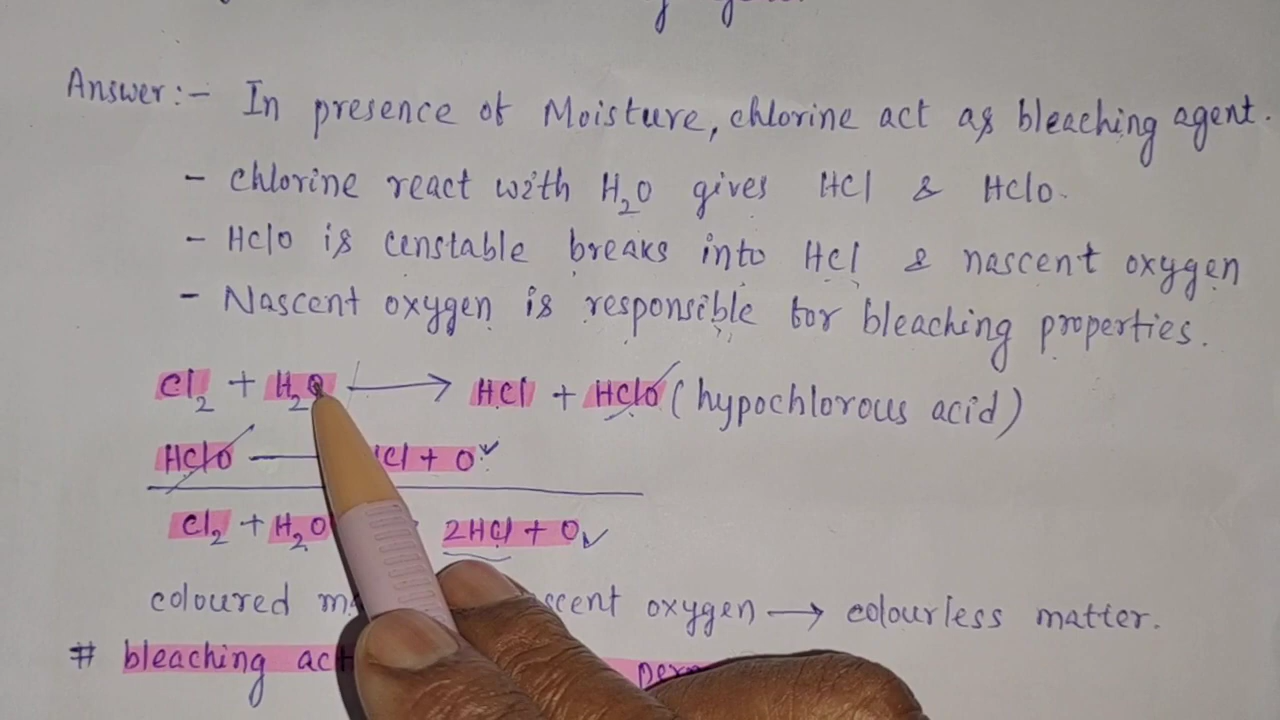 Answer :- In presence of Moisture, chlorine act as bleaching agent.
- chlorine react with H₂O gives HCl & HclO.
- HclO is unstable breaks into Hcl & nascent oxygen
- Nascent oxygen is responsible for bleaching properties.
Cl₂ + H₂O ⟶ HCl + HClO (hypochlorous acid)
HClO — Cl + O ✓
Cl₂ + H₂O 2HCl + O ✓
coloured oxygen ⟶ colourless matter.
# bleaching